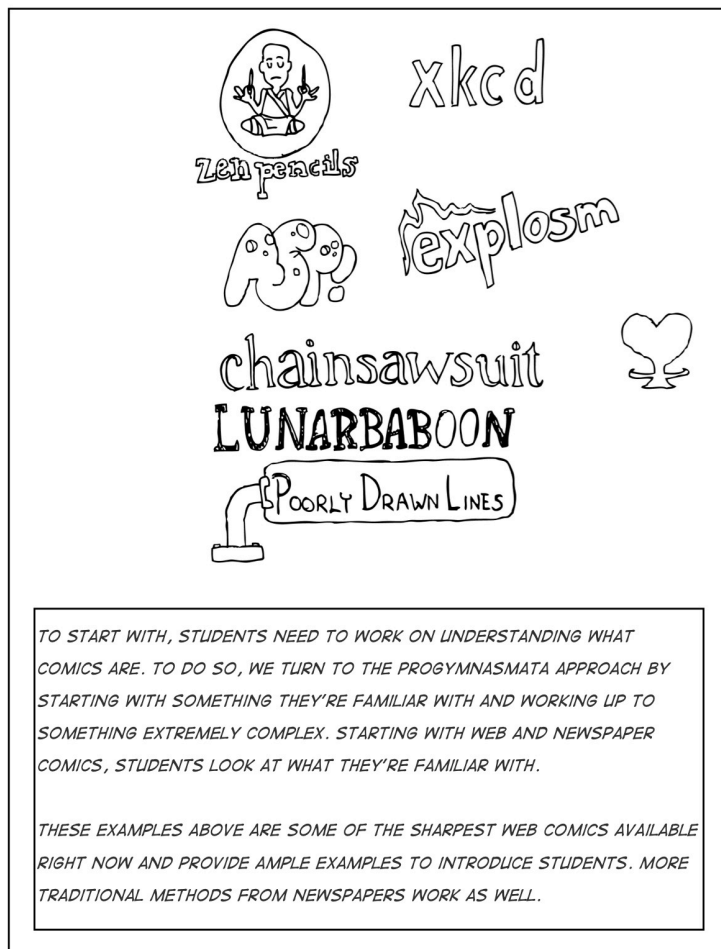 xkcd
zenpencils
ASP!
explosm
chainsawsuit
LUNARBABOON
POORLY DRAWN LINES
TO START WITH, STUDENTS NEED TO WORK ON UNDERSTANDING WHAT
COMICS ARE. TO DO SO, WE TURN TO THE PROGYMNASMATA APPROACH BY
STARTING WITH SOMETHING THEY'RE FAMILIAR WITH AND WORKING UP TO
SOMETHING EXTREMELY COMPLEX. STARTING WITH WEB AND NEWSPAPER
COMICS, STUDENTS LOOK AT WHAT THEY'RE FAMILIAR WITH.
THESE EXAMPLES ABOVE ARE SOME OF THE SHARPEST WEB COMICS AVAILABLE
RIGHT NOW AND PROVIDE AMPLE EXAMPLES TO INTRODUCE STUDENTS. MORE
TRADITIONAL METHODS FROM NEWSPAPERS WORK AS WELL.